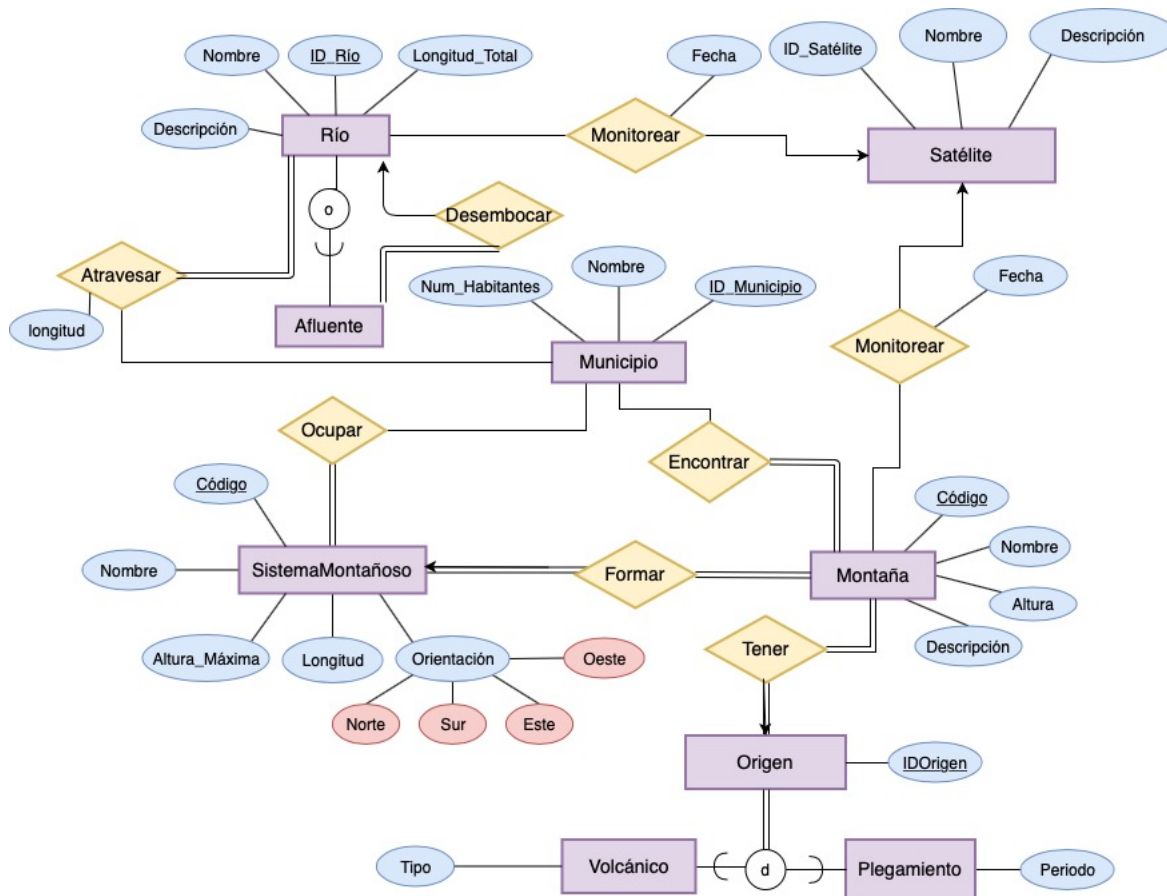 Nombre
ID_Río
Longitud_Total
Fecha
ID_Satélite
Nombre
Descripción
Descripción
Río
Monitorear
Satélite
o
Desembocar
Atravesar
Num_Habitantes
Nombre
ID_Municipio
Fecha
longitud
Afluente
Municipio
Monitorear
Ocupar
Encontrar
Código
Código
Nombre
SistemaMontañoso
Formar
Montaña
Nombre
Altura
Altura_Máxima
Longitud
Orientación
Oeste
Tener
Descripción
Norte
Sur
Este
Origen
IDOrigen
Tipo
Volcánico
d
Plegamiento
Periodo